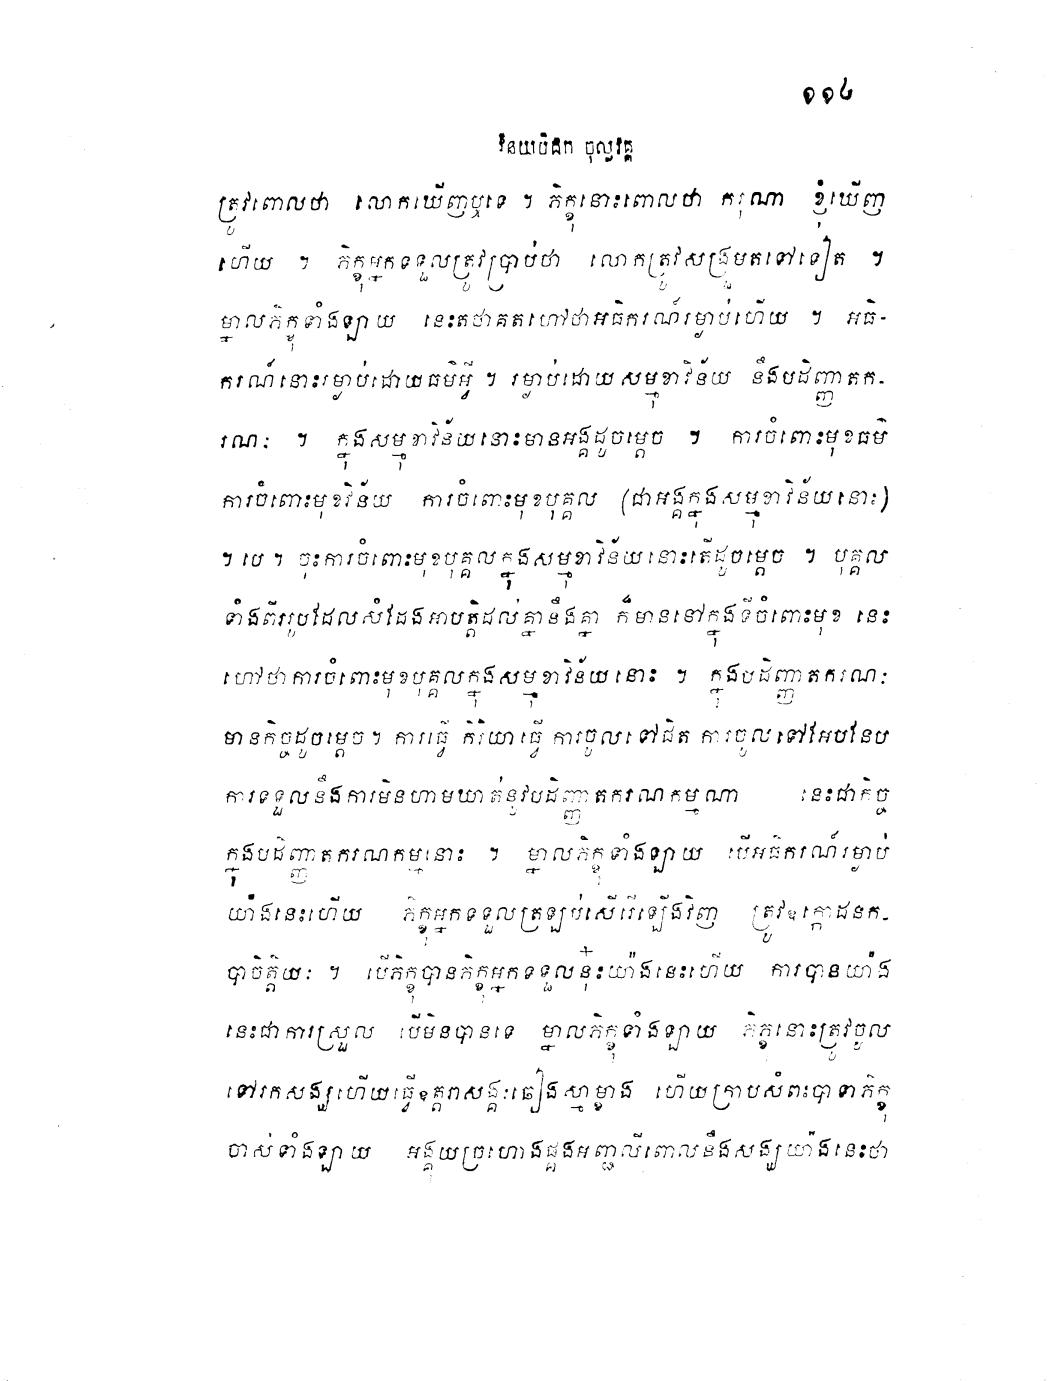 ១១៤
វិនយបិដក ចុល្លវគ្គ
ត្រូវពោលថា លោកឃើញឬទេ ។ ភិក្ខុនោះពោលថា ករុណា ខ្ញុំឃើញ
ហើយ ។ ភិក្ខុអ្នកទទួលត្រូវប្រាប់ថា លោកត្រូវសង្រួមតទៅទៀត ។
ម្នាលភិក្ខុទាំងឡាយ នេះតថាគតហៅថាអធិករណ៍រម្ងាប់ហើយ ។ អធិ-
ករណ៍នោះរម្ងាប់ដោយធម៌អ្វី ។ រម្ងាប់ដោយសម្មុខាវិន័យ នឹងបដិញ្ញាតក-
រណៈ ។ ក្នុងសម្មុខាវិន័យនោះមានអង្គដូចម្តេច ។ ការចំពោះមុខធម៌
ការចំពោះមុខវិន័យ ការចំពោះមុខបុគ្គល (ជាអង្គក្នុងសម្មុខាវិន័យនោះ)
។ បេ ។ ចុះការចំពោះមុខបុគ្គលក្នុងសម្មុខាវិន័យនោះតើដូចម្តេច ។ បុគ្គល
ទាំងពីររូបដែលសំដែងអាបត្តិដល់គ្នានឹងគ្នា ក៏មាននៅក្នុងទីចំពោះមុខ នេះ
ហៅថាការចំពោះមុខបុគ្គលក្នុងសម្មុខាវិន័យនោះ ។ ក្នុងបដិញ្ញាតករណៈ
មានកិច្ចដូចម្តេច ។ ការធ្វើ កិរិយាធ្វើ ការចូលទៅជិត ការចូលទៅអែបនែប
ការទទួលនឹងការមិនហាមឃាត់នូវបដិញ្ញាតករណកម្មណា នេះជាកិច្ច
ក្នុងបដិញ្ញាតករណកម្មនោះ ។ ម្នាលភិក្ខុទាំងឡាយ បើអធិករណ៍រម្ងាប់
យ៉ាងនេះហើយ ភិក្ខុអ្នកទទួលត្រឡប់សើរើឡើងវិញ ត្រូវឧក្កោដនក-
បាចិត្តិយៈ ។ បើភិក្ខុបានភិក្ខុអ្នកទទួលនុ៎ះយ៉ាងនេះហើយ ការបានយ៉ាង
នេះជាការស្រួល បើមិនបានទេ ម្នាលភិក្ខុទាំងឡាយ ភិក្ខុនោះត្រូវចូល
ទៅរកសង្ឃហើយធ្វើឧត្តរាសង្គៈឆៀងស្មាម្ខាង ហើយក្រាបសំពះបាទាភិក្ខុ
ចាស់ទាំងឡាយ អង្គុយច្រហោងផ្គងអញ្ជលីពោលនឹងសង្ឃយ៉ាងនេះថា